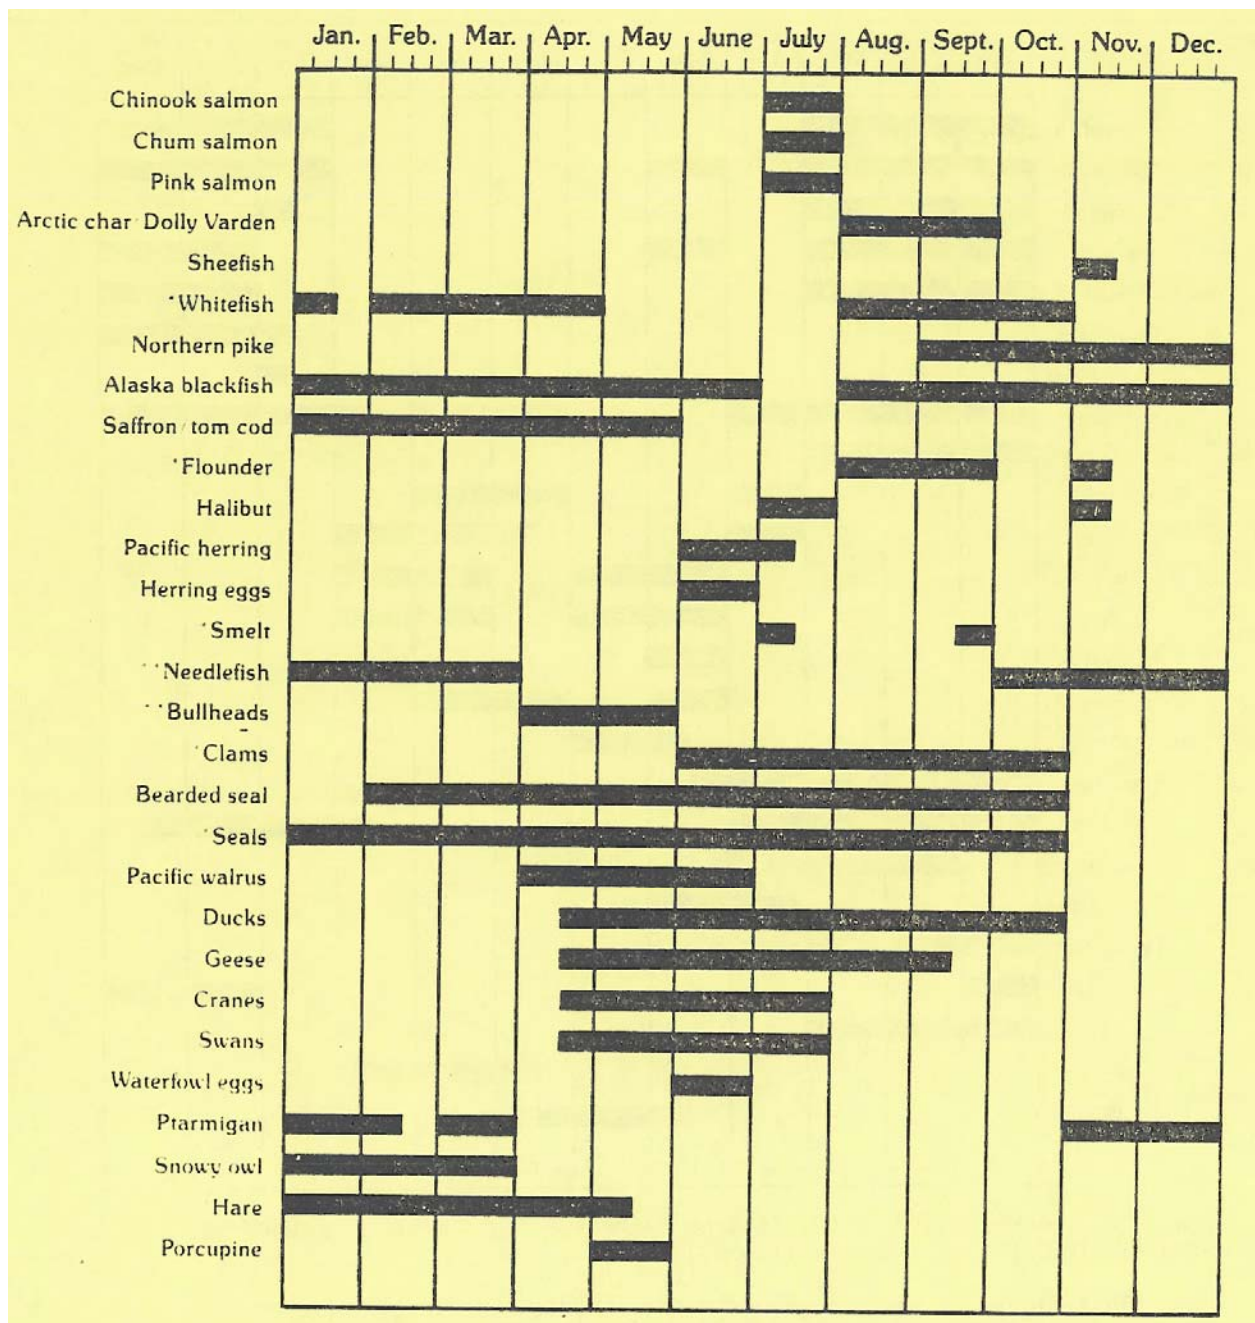 Jan. Feb. Mar. Apr. May June July Aug. Sept. Oct. Nov. Dec.
Chinook salmon
Chum salmon
Pink salmon
Arctic char Dolly Varden
Sheefish
Whitefish
Northern pike
Alaska blackfish
Saffron/tom cod
Flounder
Halibut
Pacific herring
Herring eggs
Smelt
Needlefish
Bullheads
Clams
Bearded seal
Seals
Pacific walrus
Ducks
Geese
Cranes
Swans
Waterfowl eggs
Ptarmigan
Snowy owl
Hare
Porcupine